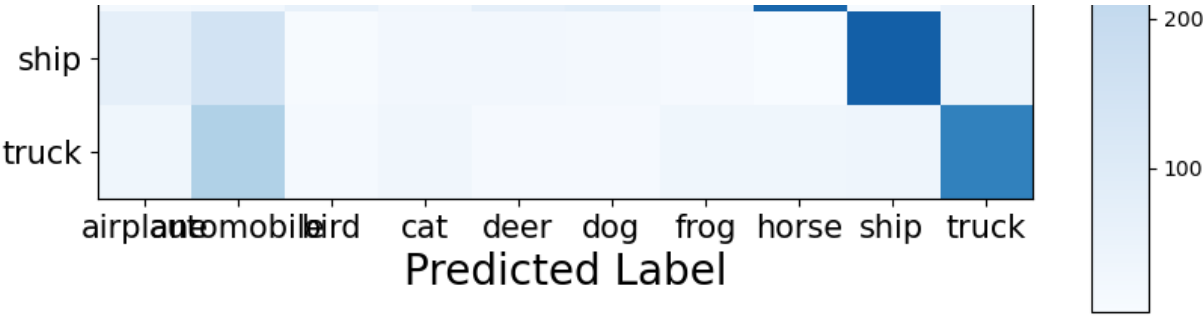 200
ship
truck
100
airplane automobile bird cat deer dog frog horse ship truck
Predicted Label